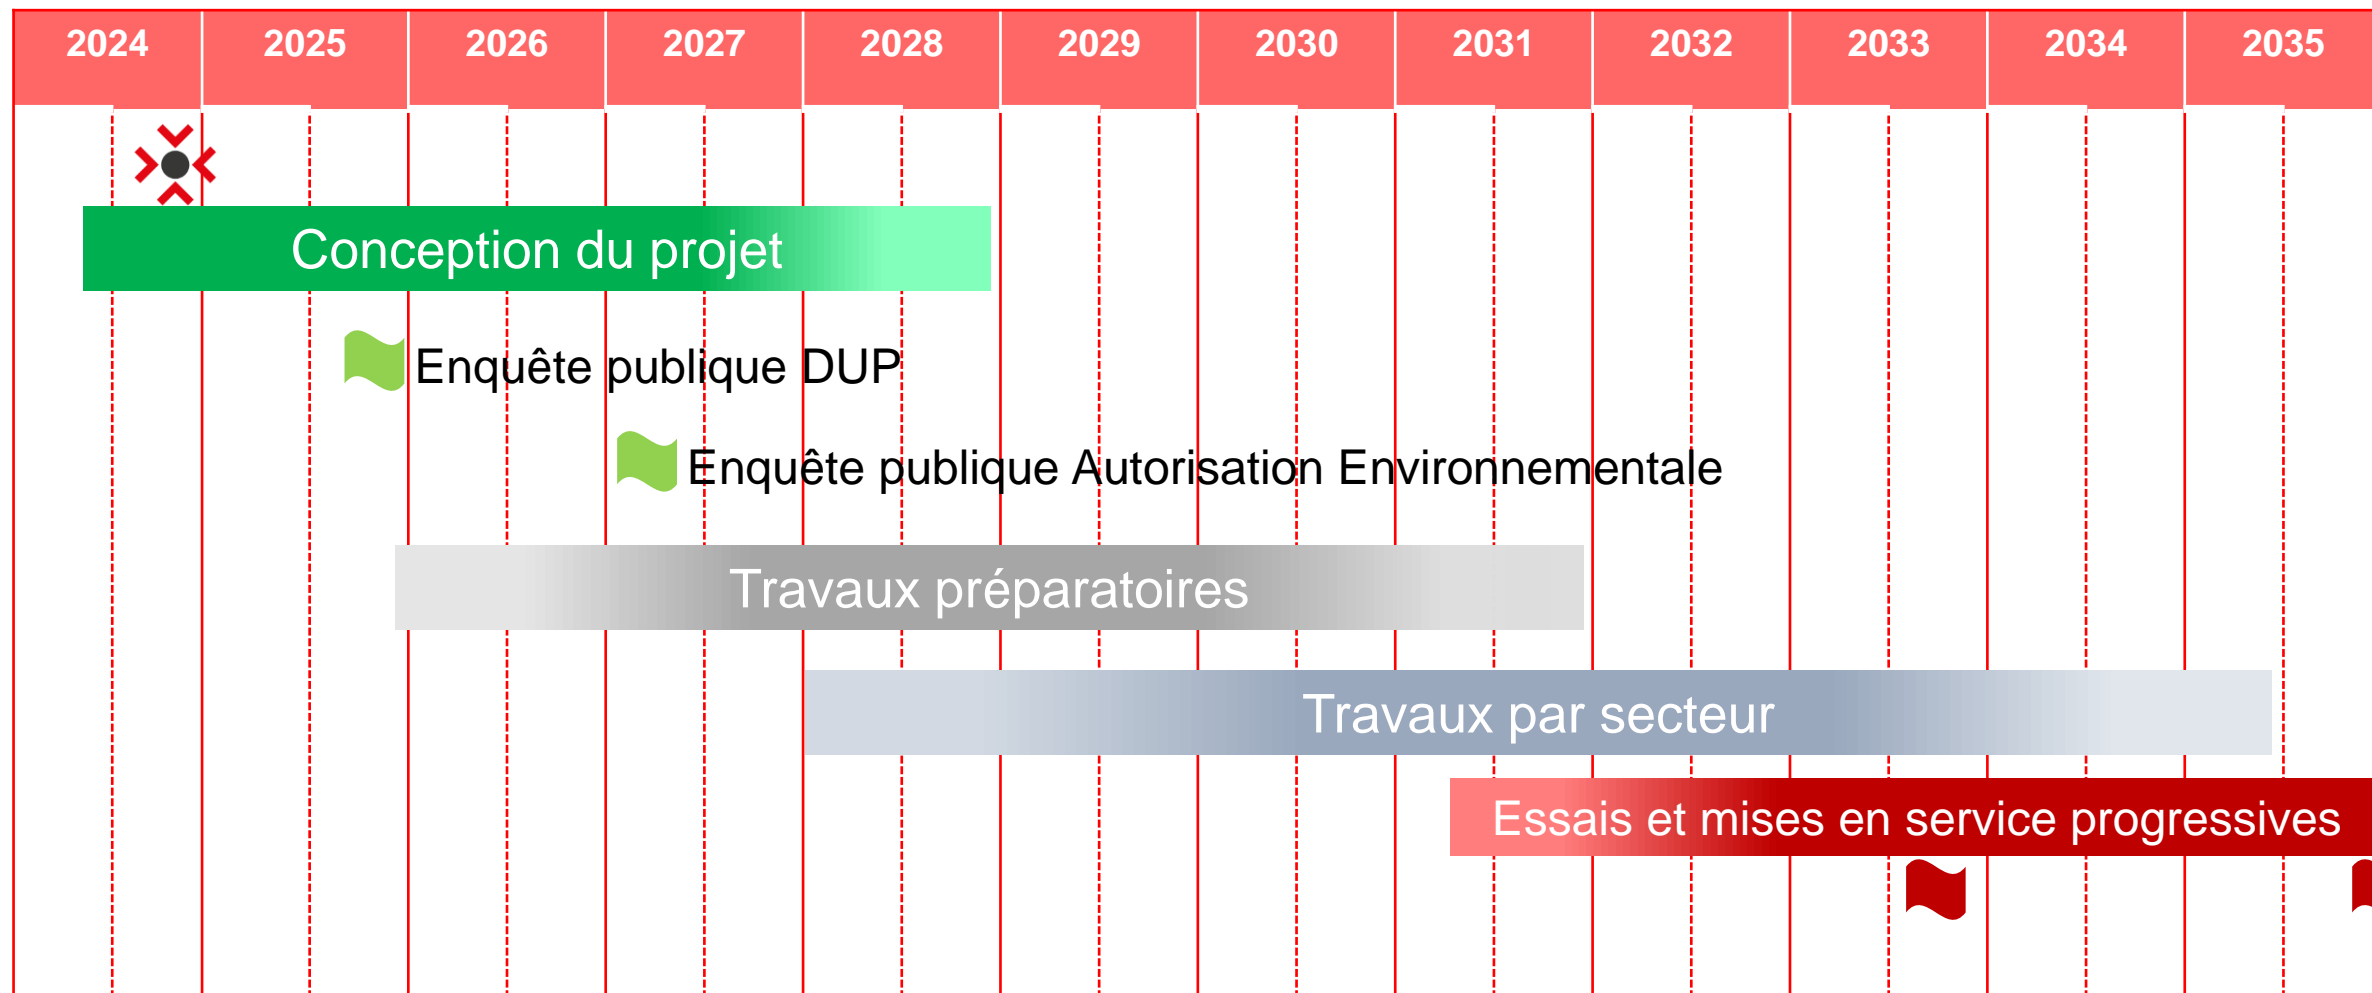 2024 2025 2026 2027 2028 2029 2030 2031 2032 2033 2034 2035
Conception du projet
Enquête publique DUP
Enquête publique Autorisation Environnementale
Travaux préparatoires
Travaux par secteur
Essais et mises en service progressives